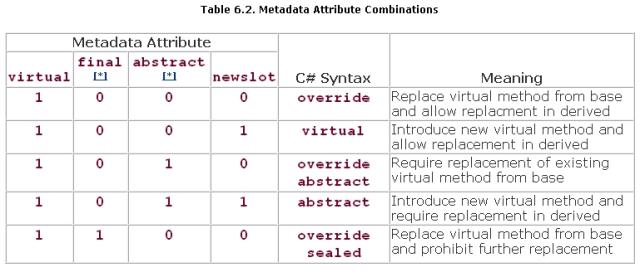 Table 6.2. Metadata Attribute Combinations
Metadata Attribute
virtual final [*] abstract [*] newslot C# Syntax Meaning
1 0 0 0 override Replace virtual method from base
and allow replacment in derived
1 0 0 1 virtual Introduce new virtual method and
allow replacement in derived
1 0 1 0 override Require replacement of existing
abstract virtual method from base
1 0 1 1 abstract Introduce new virtual method and
require replacement in derived
1 1 0 0 override Replace virtual method from base
sealed and prohibit further replacement